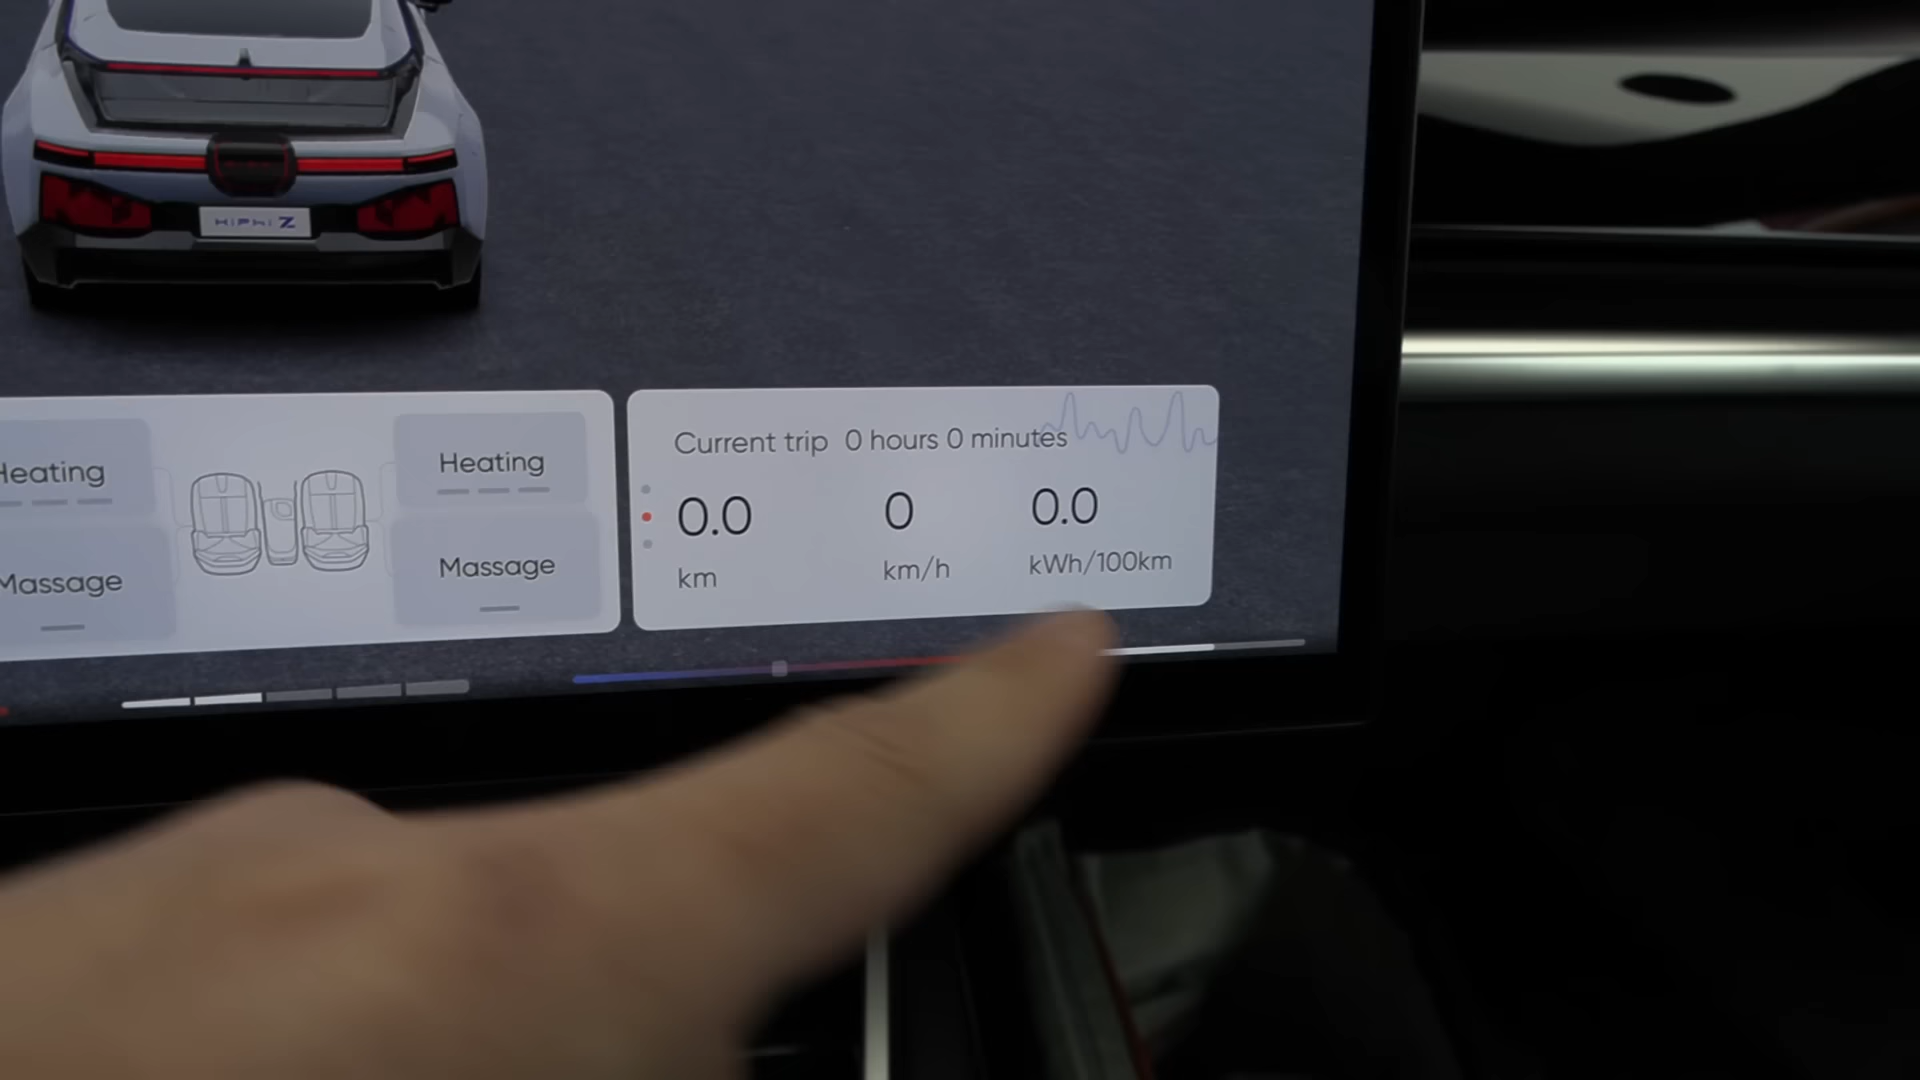 HIPHI Z
Heating
Heating
Massage
Massage
Current trip 0 hours 0 minutes
0.0 0 0.0
km km/h kWh/100km